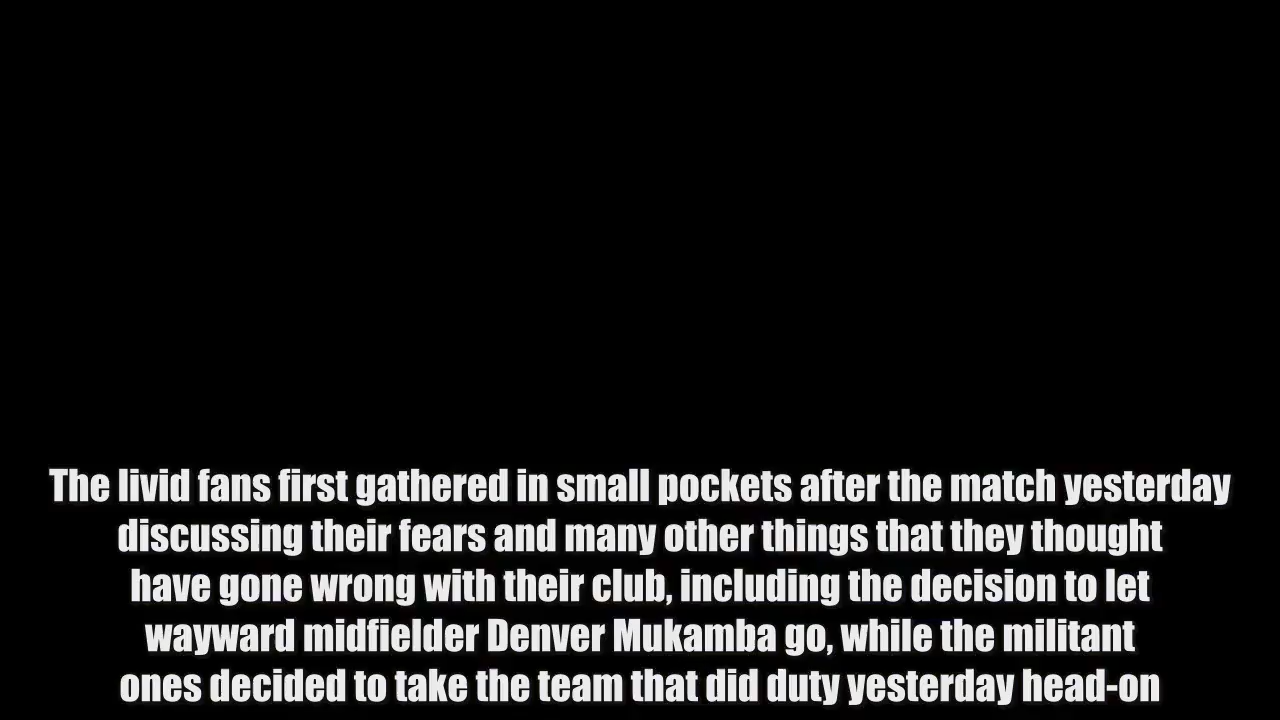 The livid fans first gathered in small pockets after the match yesterday
discussing their fears and many other things that they thought
have gone wrong with their club, including the decision to let
wayward midfielder Denver Mukamba go, while the militant
ones decided to take the team that did duty yesterday head-on